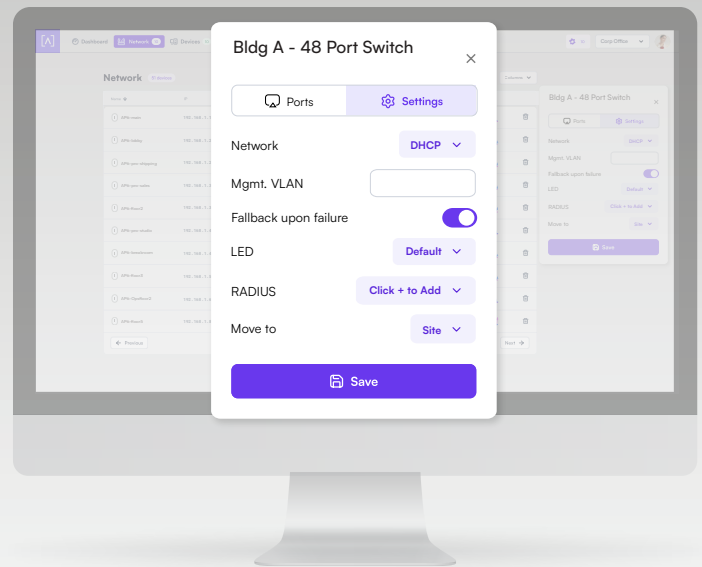 Bldg A - 48 Port Switch
Ports
Settings
Network
DHCP
Mgmt. VLAN
Fallback upon failure
LED
Default
RADIUS
Click + to Add
Move to
Site
Save
Dashboard
Network
Devices
Corp Office
Network
Previous
Next
Bldg A - 48 Port Switch
Ports
Settings
Network
DHCP
Mgmt. VLAN
Fallback upon failure
LED
Default
RADIUS
Click + to Add
Move to
Site
Save